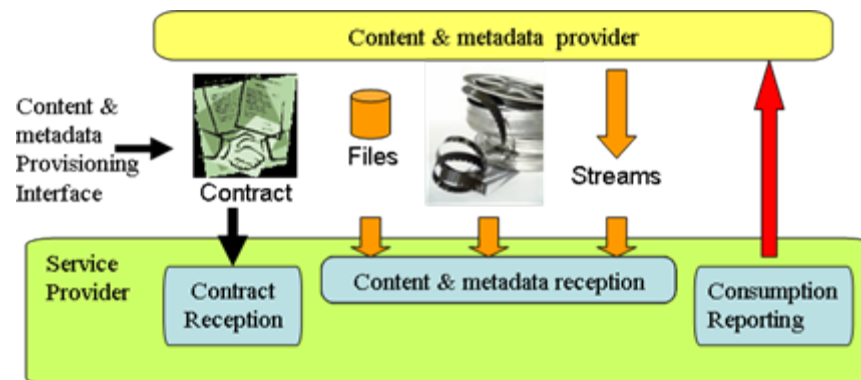 Content & metadata provider
Content &
metadata
Provisioning
Interface
Contract
Files
Streams
Service
Provider
Contract
Reception
Content & metadata reception
Consumption
Reporting